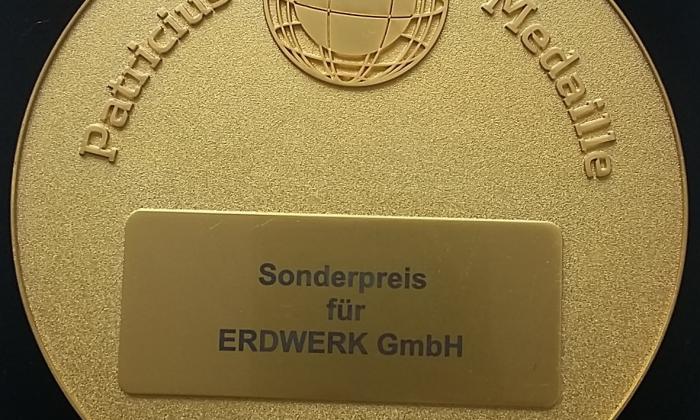 Patricius
Medaille
Sonderpreis
für
ERDWERK GmbH